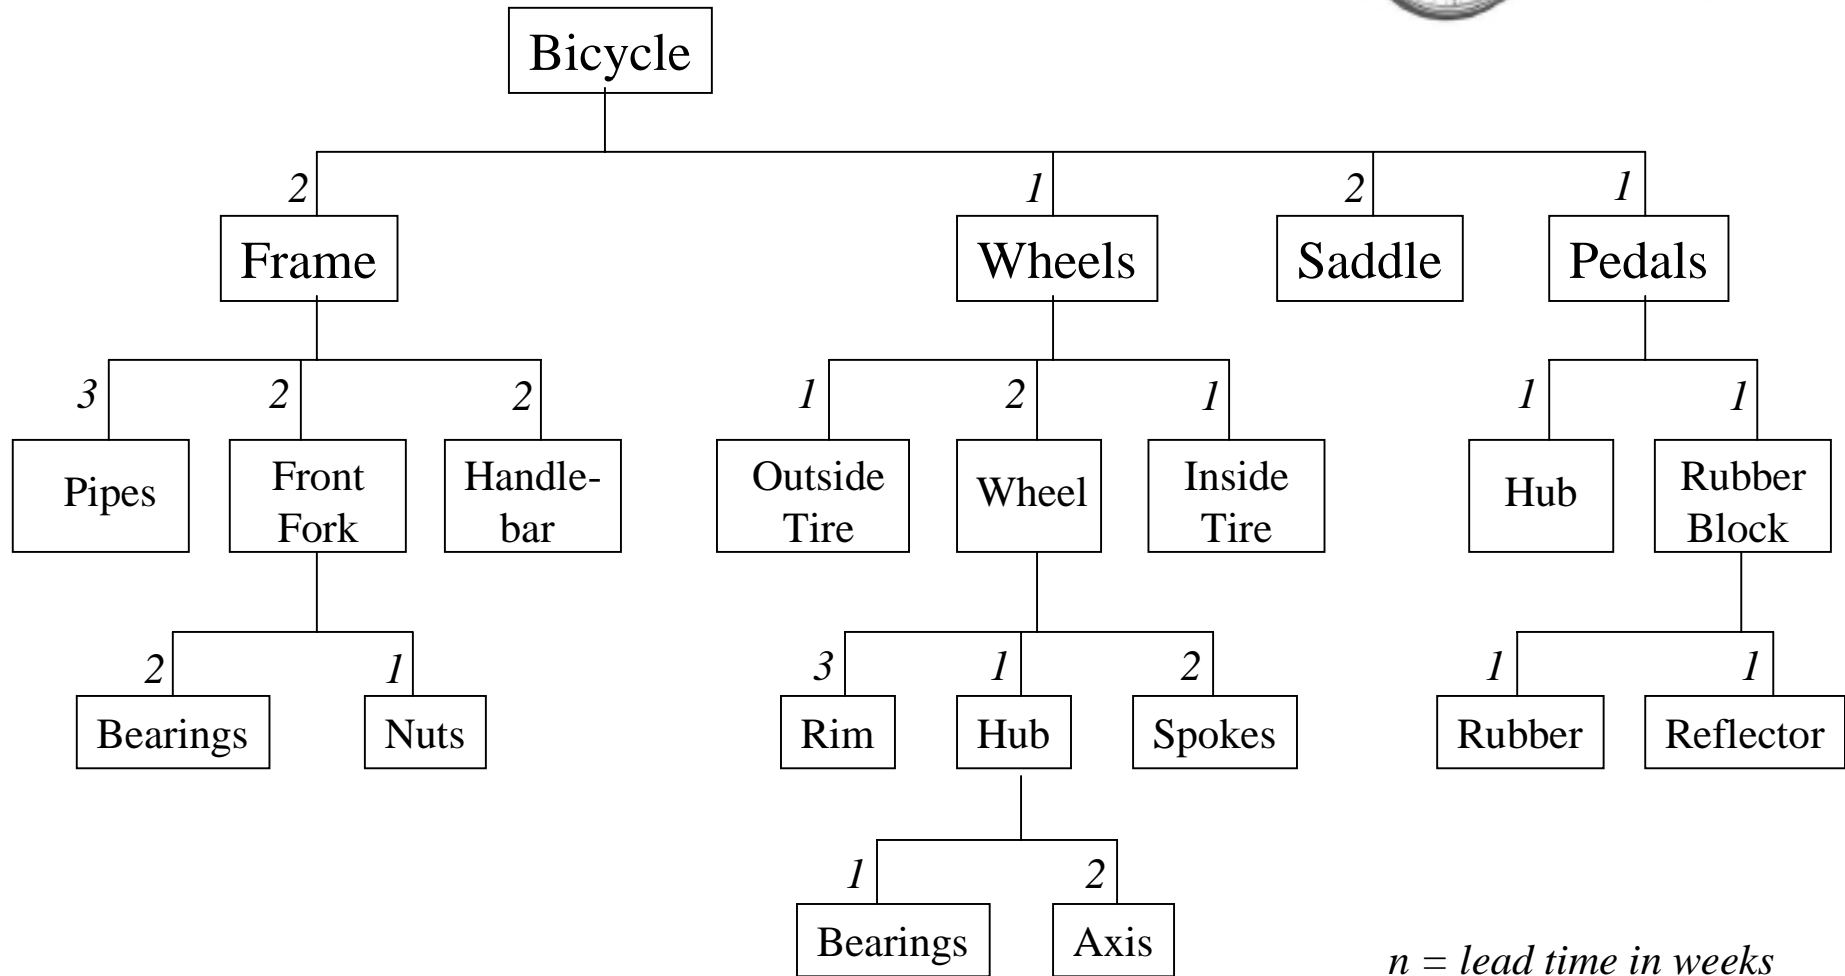 Bicycle
2 1 2 1
Frame Wheels Saddle Pedals
3 2 2 1 2 1 1 1
Pipes
Front
Fork
Handle-
bar
Outside
Tire
Wheel
Inside
Tire
Hub
Rubber
Block
2 1 3 1 2 1 1
Bearings Nuts Rim Hub Spokes Rubber Reflector
1 2
Bearings Axis
n = lead time in weeks